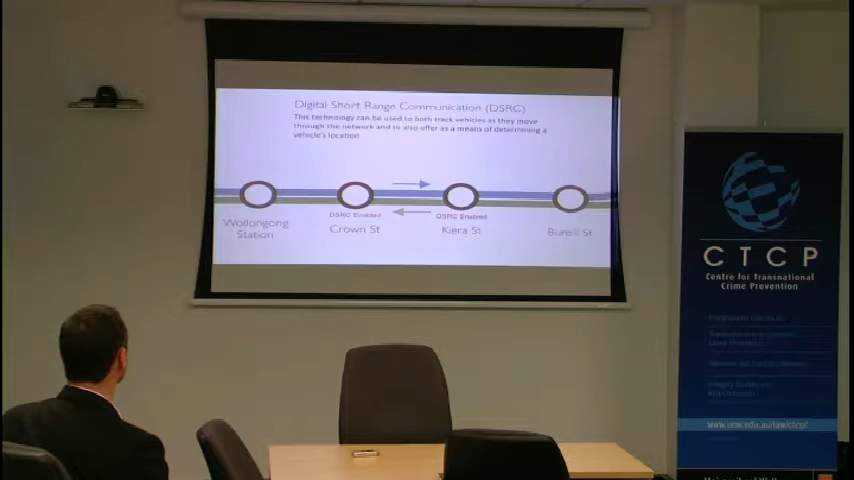 Digital Short Range Communication (DSRC)
This technology can be used to both track vehicles as they move
through the network and to also offer as a means of determining a
vehicle's location
DSRC Enabled
DSRC Enabled
Wollongong
Station
Crown St
Kiera St
Burelli St
CTCP
Centre for Transnational
Crime Prevention
www.uow.edu.au/law/ctcp/